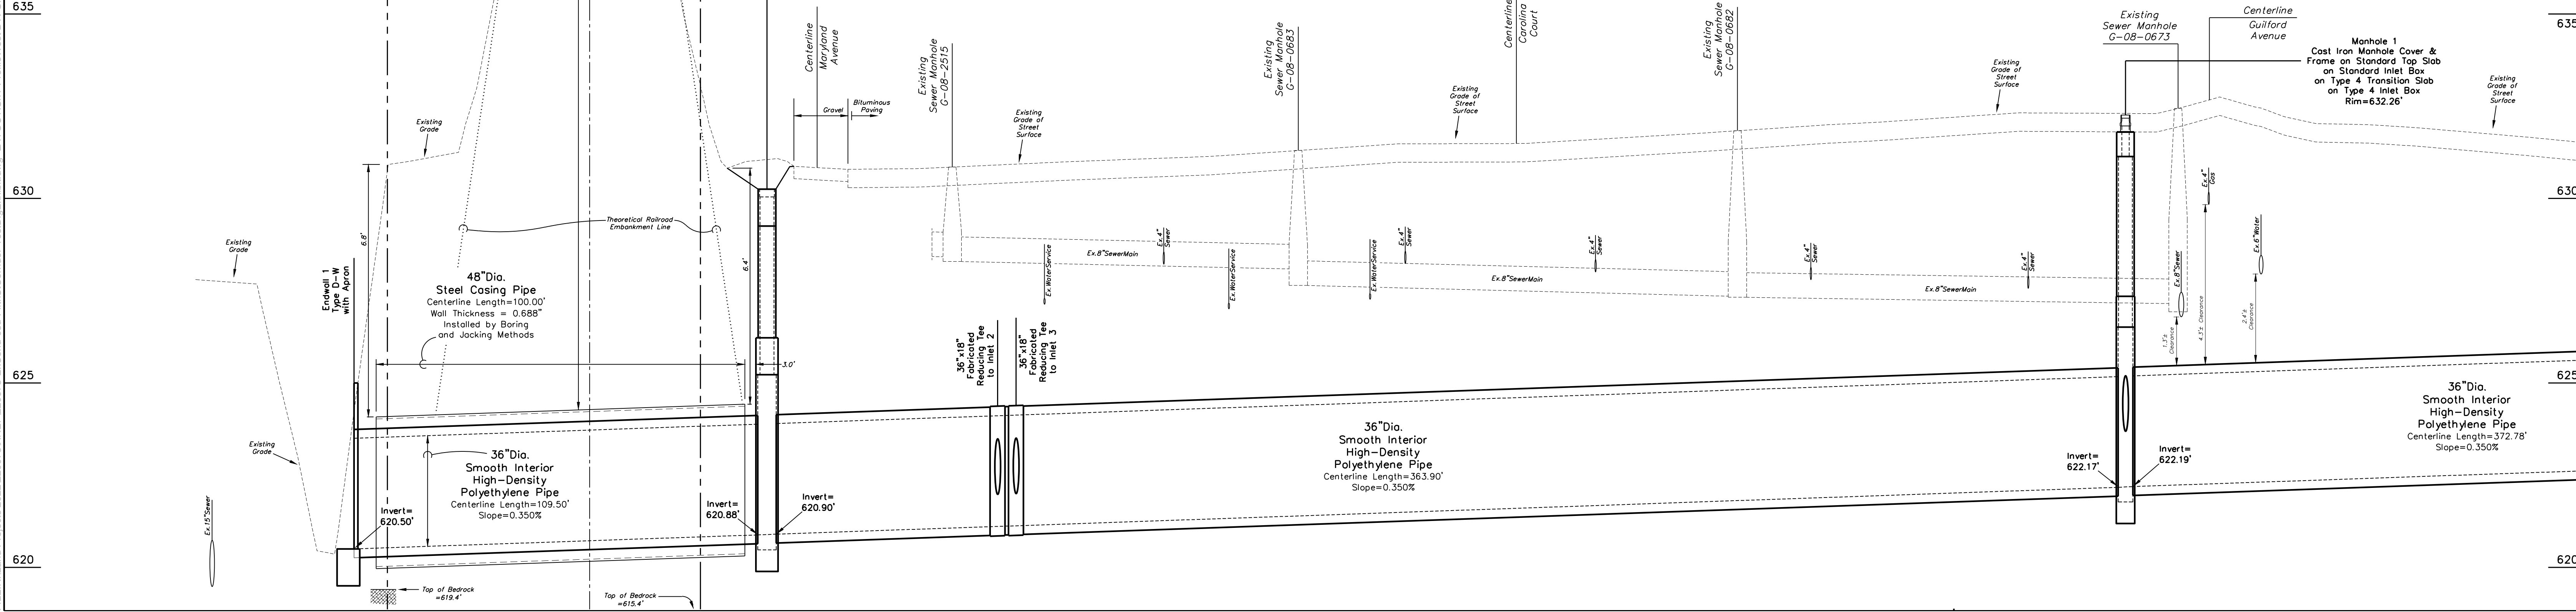 635
630
625
620
Existing
Grade
Existing
Grade
Existing
Grade
Ex.15"Sewer
Endwall 1
Type D-W
with Apron
6.8'
48"Dia.
Steel Casing Pipe
Centerline Length=100.00'
Wall Thickness = 0.688"
Installed by Boring
and Jacking Methods
Theoretical Railroad
Embankment Line
36"Dia.
Smooth Interior
High-Density
Polyethylene Pipe
Centerline Length=109.50'
Slope=0.350%
Invert=
620.50'
Top of Bedrock
=619.4'
Top of Bedrock
=615.4'
6.4'
3.0'
Invert=
620.88'
Invert=
620.90'
Centerline
Maryland
Avenue
Gravel
Bituminous
Paving
Existing
Sewer Manhole
G-08-2515
Existing
Grade of
Street
Surface
36"x18"
Fabricated
Reducing Tee
to Inlet 2
36"x18"
Fabricated
Reducing Tee
to Inlet 3
Ex.WaterService
Ex.8"SewerMain
Ex.4"
Sewer
Ex.WaterService
Existing
Sewer Manhole
G-08-0683
Ex.WaterService
Ex.4"
Sewer
Existing
Grade of
Street
Surface
Centerline
Carolina
Court
Ex.8"SewerMain
Ex.4"
Sewer
36"Dia.
Smooth Interior
High-Density
Polyethylene Pipe
Centerline Length=363.90'
Slope=0.350%
Existing
Sewer Manhole
G-08-0682
Ex.4"
Sewer
Ex.8"SewerMain
Ex.4"
Sewer
Existing
Grade of
Street
Surface
Existing
Sewer Manhole
G-08-0673
Centerline
Guilford
Avenue
Manhole 1
Cast Iron Manhole Cover &
Frame on Standard Top Slab
on Standard Inlet Box
on Type 4 Transition Slab
on Type 4 Inlet Box
Rim=632.26'
Ex.4"
Gas
Ex.8"Sewer
Ex.6"Water
1.3'±
Clearance
4.3'± Clearance
2.4'±
Clearance
Invert=
622.17'
Invert=
622.19'
Existing
Grade of
Street
Surface
36"Dia.
Smooth Interior
High-Density
Polyethylene Pipe
Centerline Length=372.78'
Slope=0.350%
635
630
625
620